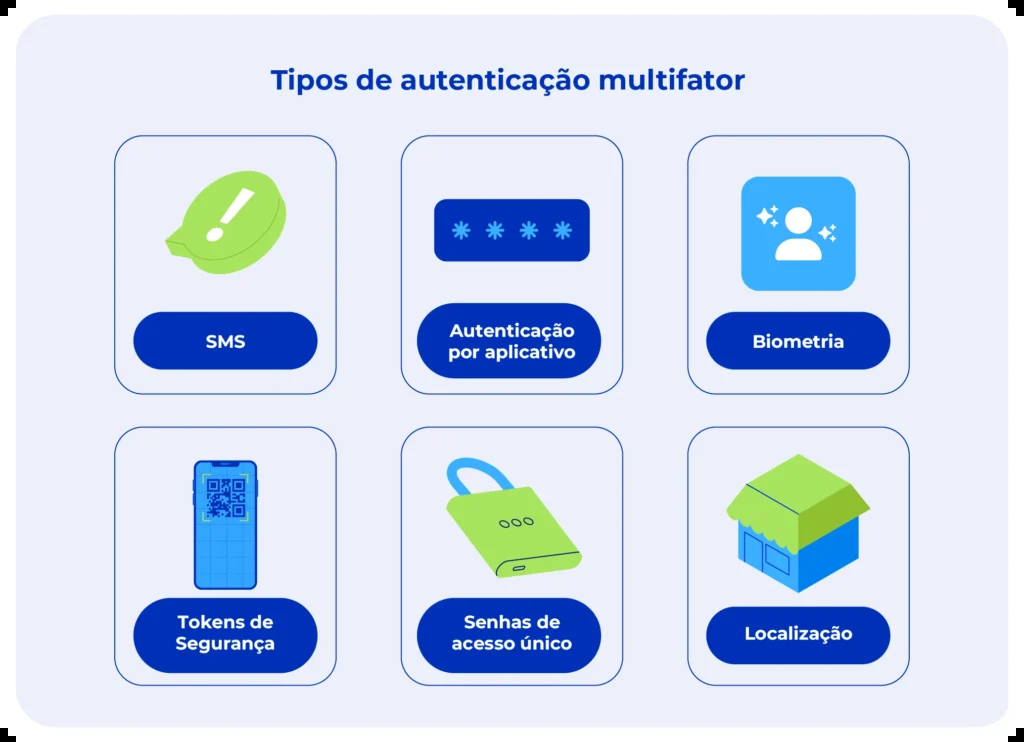 Tipos de autenticação multifator
SMS
Autenticação
por aplicativo
Biometria
Tokens de
Segurança
Senhas de
acesso único
Localização